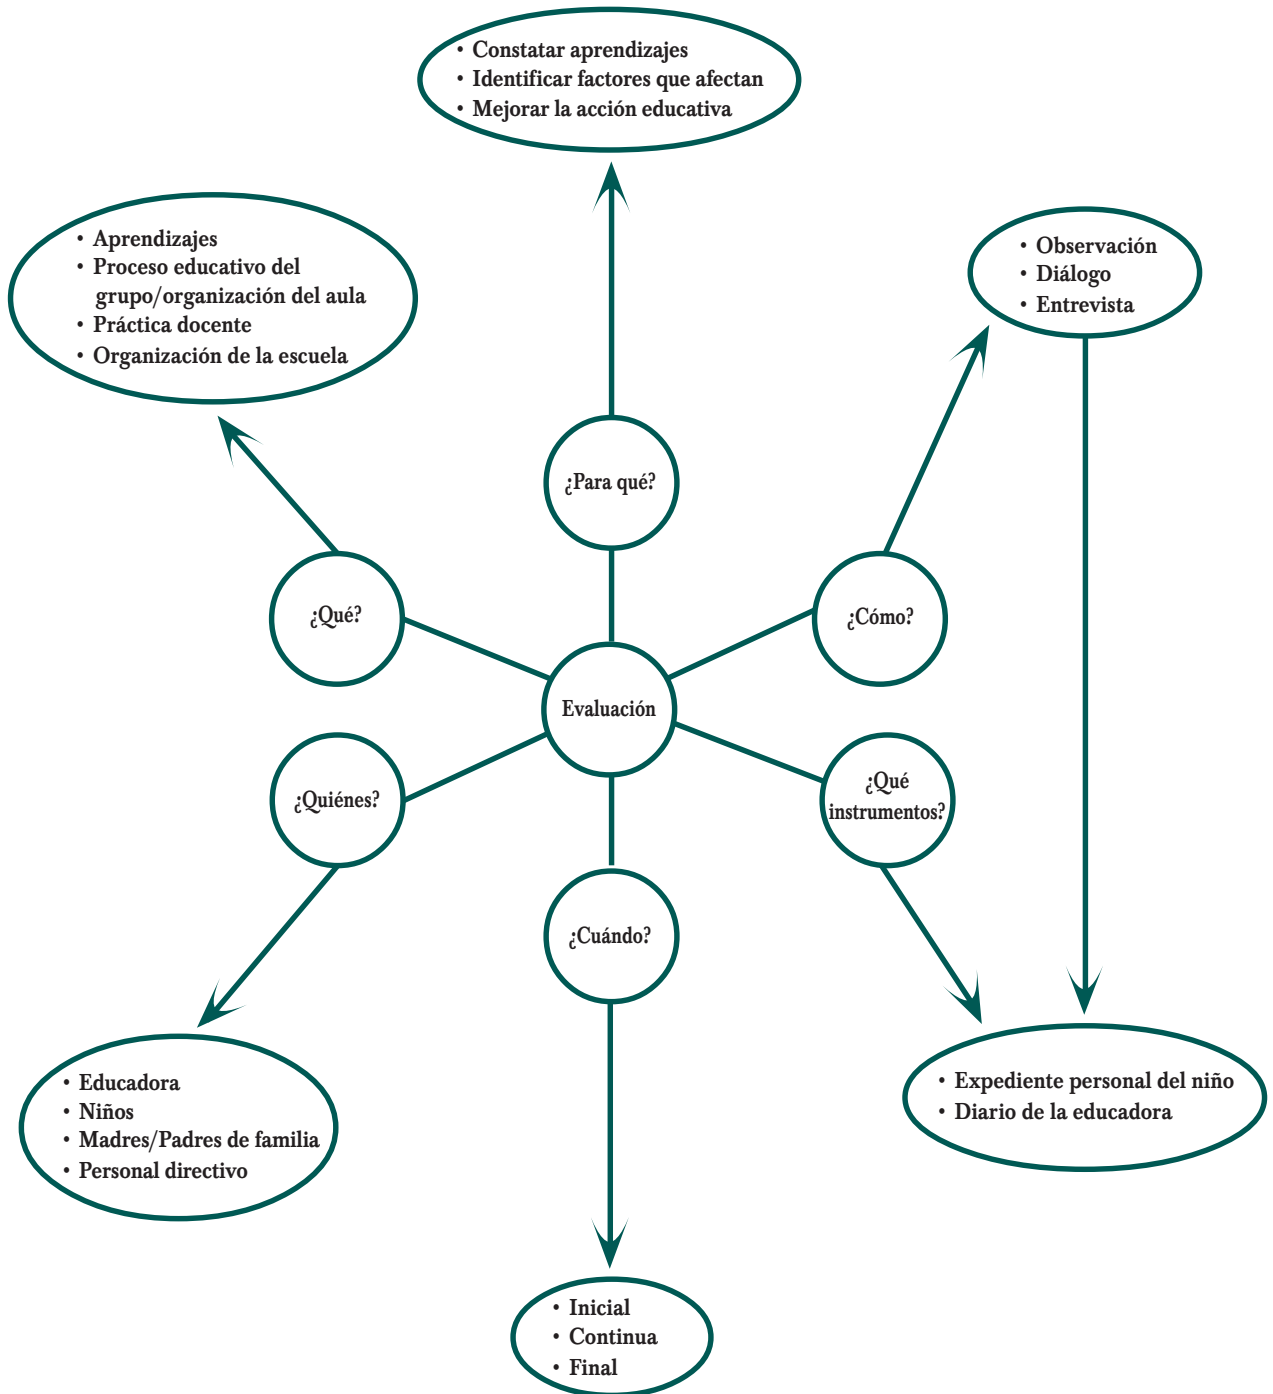 • Constatar aprendizajes
• Identificar factores que afectan
• Mejorar la acción educativa
• Aprendizajes
• Proceso educativo del
grupo/organización del aula
• Práctica docente
• Organización de la escuela
• Observación
• Diálogo
• Entrevista
¿Para qué?
¿Qué?
¿Cómo?
Evaluación
¿Quiénes?
¿Qué
instrumentos?
¿Cuándo?
• Educadora
• Niños
• Madres/Padres de familia
• Personal directivo
• Expediente personal del niño
• Diario de la educadora
• Inicial
• Continua
• Final